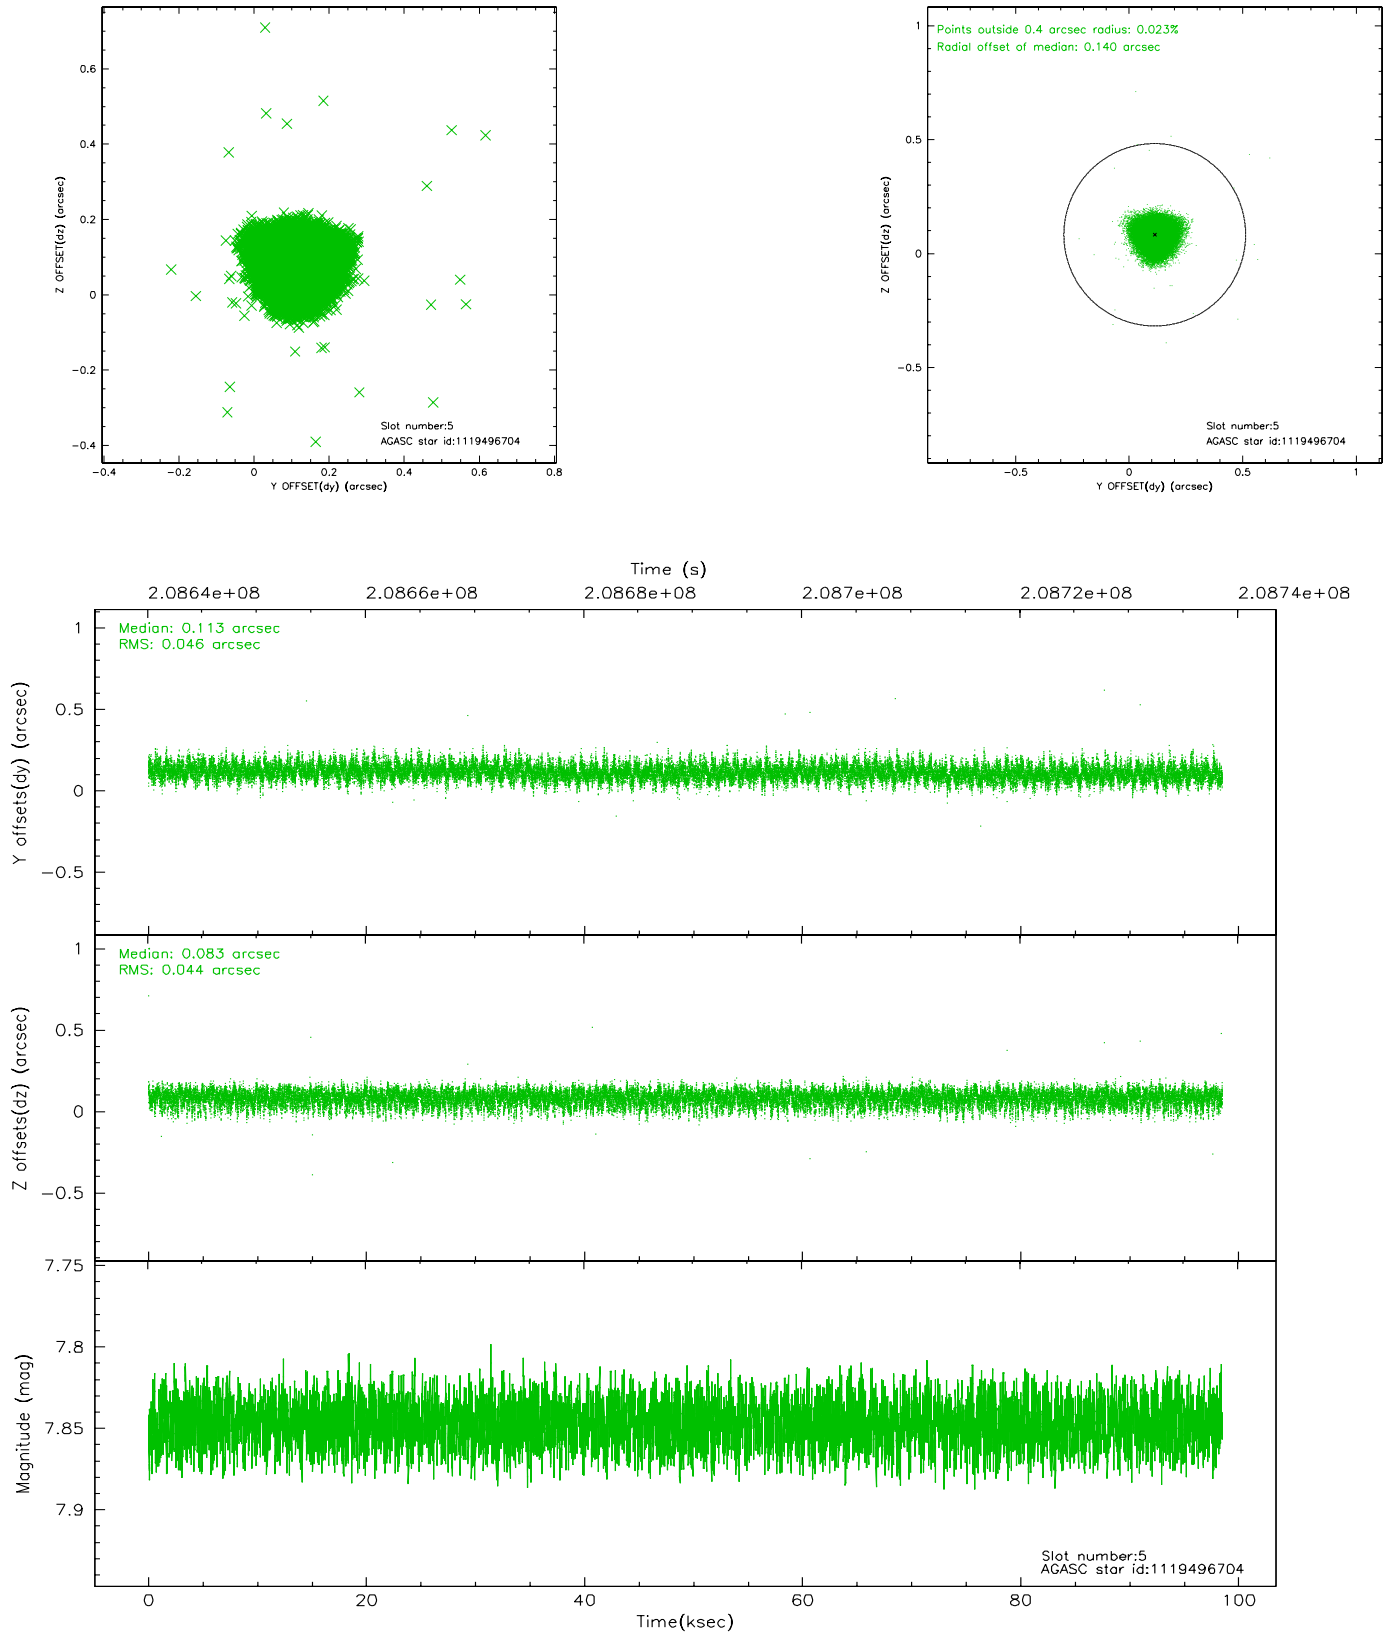 0.6
0.4
0.2
0
−0.2
−0.4
Z OFFSET(dz) (arcsec)
Slot number:5
AGASC star id:1119496704
−0.4 −0.2 0 0.2 0.4 0.6 0.8
Y OFFSET(dy) (arcsec)
Points outside 0.4 arcsec radius: 0.023%
Radial offset of median: 0.140 arcsec
1
0.5
0
−0.5
Z OFFSET(dz) (arcsec)
Slot number:5
AGASC star id:1119496704
−0.5 0 0.5 1
Y OFFSET(dy) (arcsec)
Time (s)
2.0864e+08 2.0866e+08 2.0868e+08 2.087e+08 2.0872e+08 2.0874e+08
Median: 0.113 arcsec
RMS: 0.046 arcsec
1
0.5
0
−0.5
Y offsets(dy) (arcsec)
Median: 0.083 arcsec
RMS: 0.044 arcsec
1
0.5
0
−0.5
Z offsets(dz) (arcsec)
7.75
7.8
7.85
7.9
Magnitude (mag)
Slot number:5
AGASC star id:1119496704
0 20 40 60 80 100
Time(ksec)